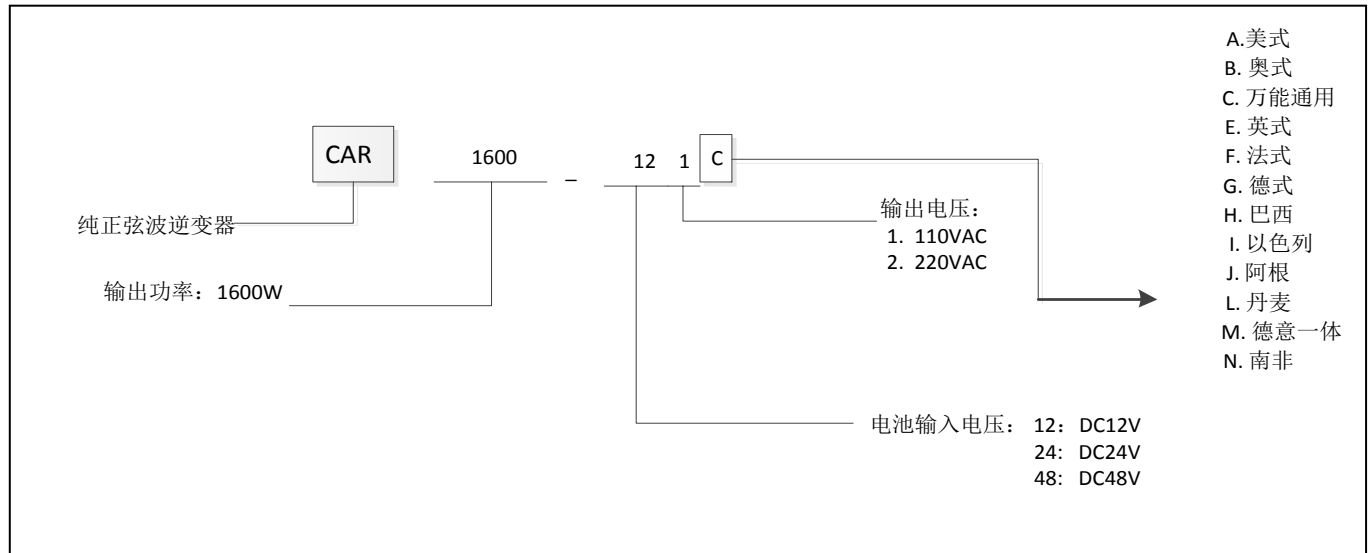 CAR 1600 – 12 1 C
纯正弦波逆变器
输出功率：1600W
输出电压：
1. 110VAC
2. 220VAC
电池输入电压： 12： DC12V
24： DC24V
48： DC48V
A.美式
B. 奥式
C. 万能通用
E. 英式
F. 法式
G. 德式
H. 巴西
I. 以色列
J. 阿根
L. 丹麦
M. 德意一体
N. 南非